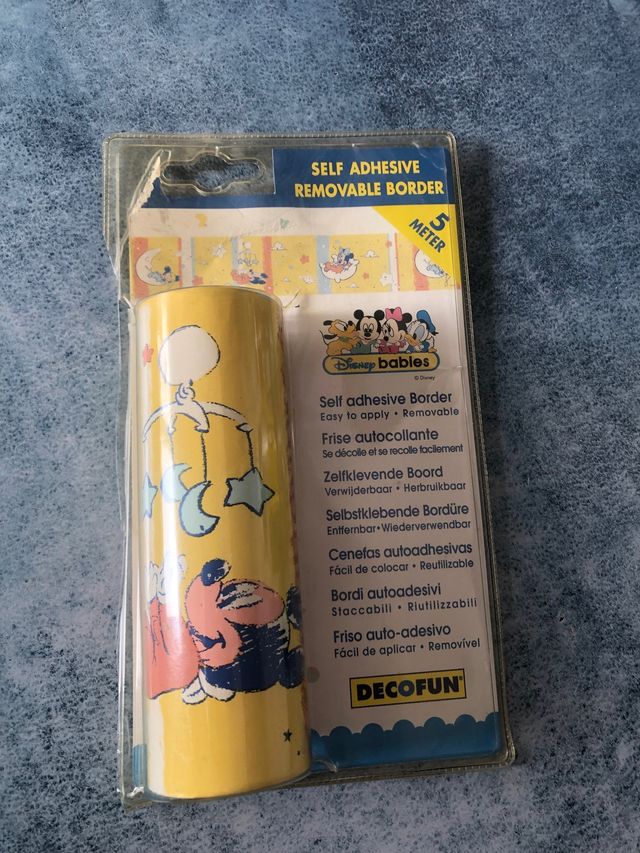 SELF ADHESIVE
REMOVABLE BORDER
5
METER
Disney babies
© Disney
Self adhesive Border
Easy to apply • Removable
Frise autocollante
Se décolle et se recolle facilement
Zelfklevende Boord
Verwijderbaar • Herbruikbaar
Selbstklebende Bordüre
Entfernbar • Wiederverwendbar
Cenefas autoadhesivas
Fácil de colocar • Reutilizable
Bordi autoadesivi
Staccabili • Riutilizzabili
Friso auto-adesivo
Fácil de aplicar • Removível
DECOFUN®